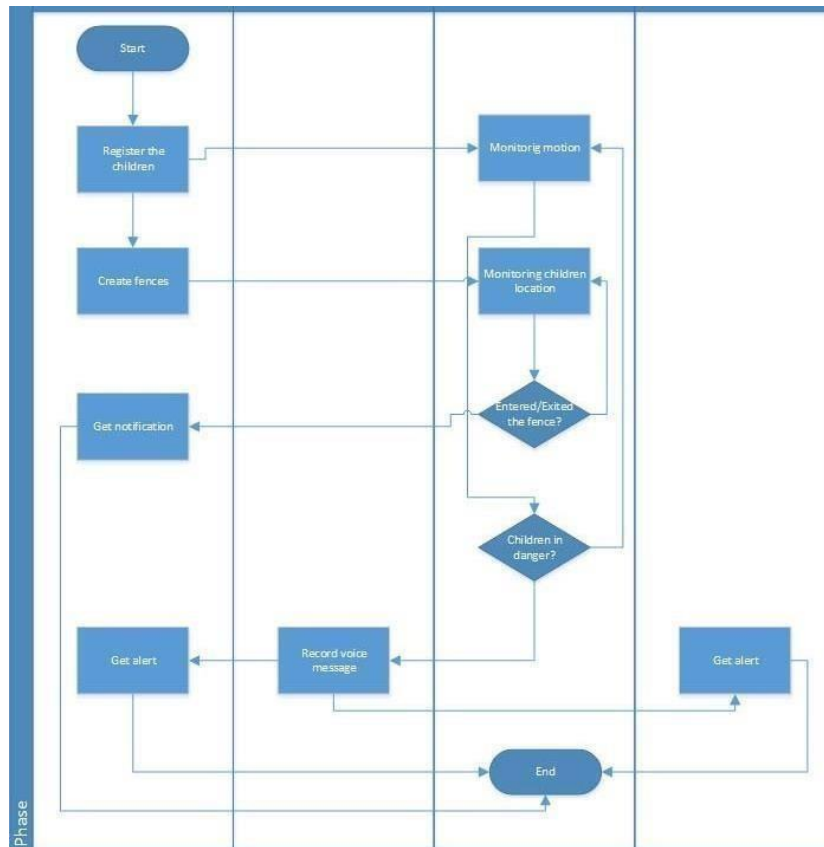 Start
Register the
children
Monitorig motion
Create fences
Monitoring children
location
Get notification
Entered/Exited
the fence?
Children in
danger?
Get alert
Record voice
message
Get alert
End
Phase